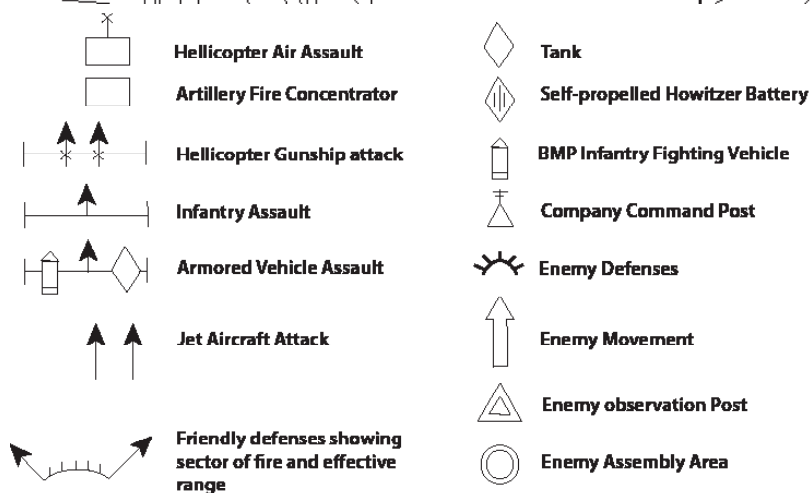 Hellicopter Air Assault
Artillery Fire Concentrator
Hellicopter Gunship attack
Infantry Assault
Armored Vehicle Assault
Jet Aircraft Attack
Friendly defenses showing
sector of fire and effective
range
Tank
Self-propelled Howitzer Battery
BMP Infantry Fighting Vehicle
Company Command Post
Enemy Defenses
Enemy Movement
Enemy observation Post
Enemy Assembly Area